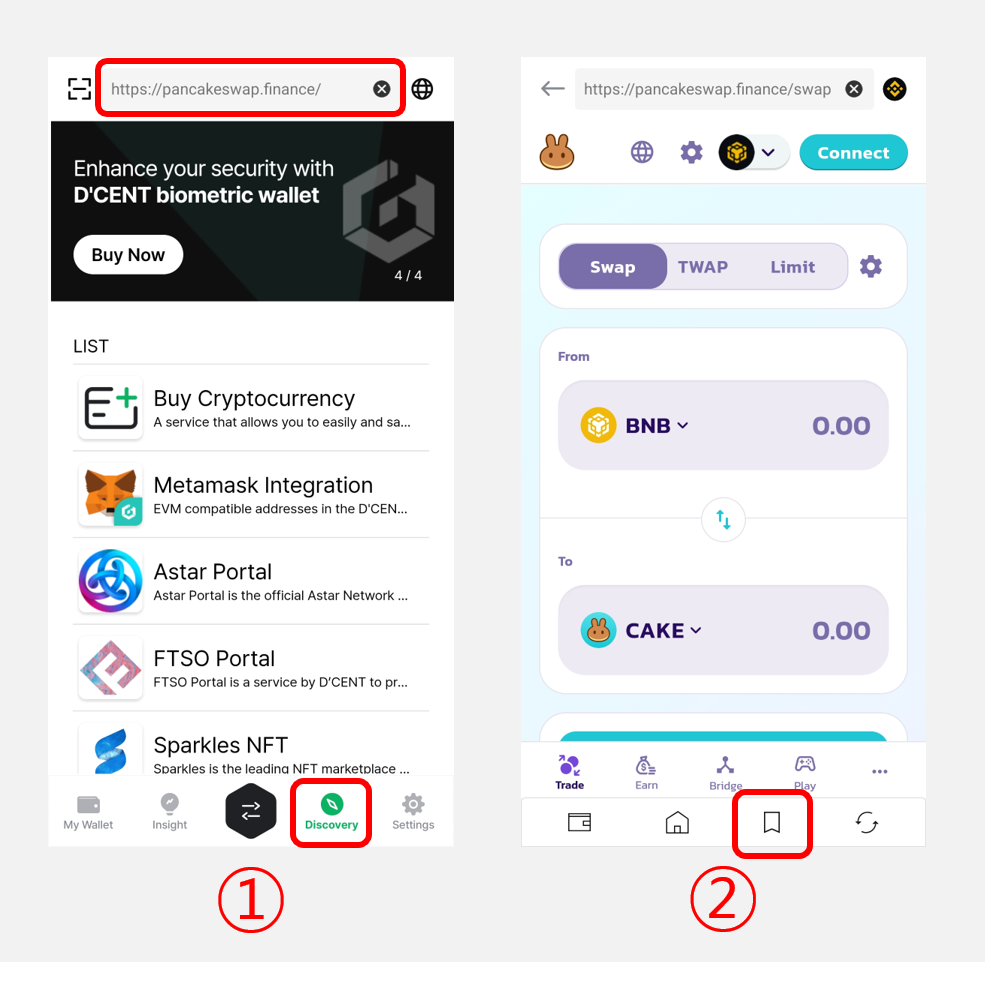 https://pancakeswap.finance/
Enhance your security with
D'CENT biometric wallet
Buy Now
4 / 4
LIST
Buy Cryptocurrency
A service that allows you to easily and sa...
Metamask Integration
EVM compatible addresses in the D'CEN...
Astar Portal
Astar Portal is the official Astar Network ...
FTSO Portal
FTSO Portal is a service by D'CENT to pr...
Sparkles NFT
Sparkles is the leading NFT marketplace ...
My Wallet
Insight
Discovery
Settings
①
https://pancakeswap.finance/swap
Connect
Swap
TWAP
Limit
From
BNB
0.00
To
CAKE
0.00
Trade
Earn
Bridge
Play
②